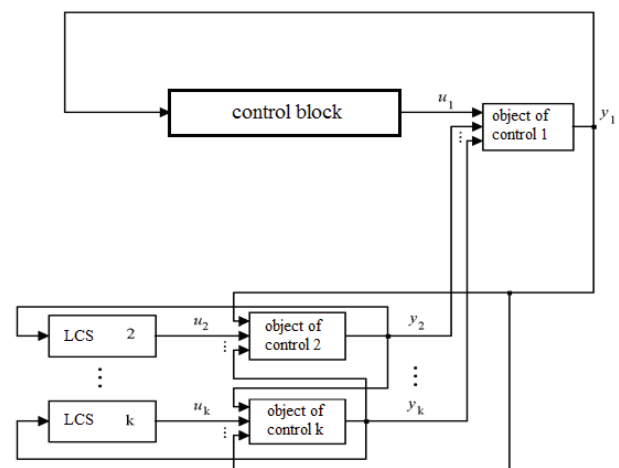 control block
u1
object of
control 1
y1
LCS 2
u2
object of
control 2
y2
LCS k
uk
object of
control k
yk